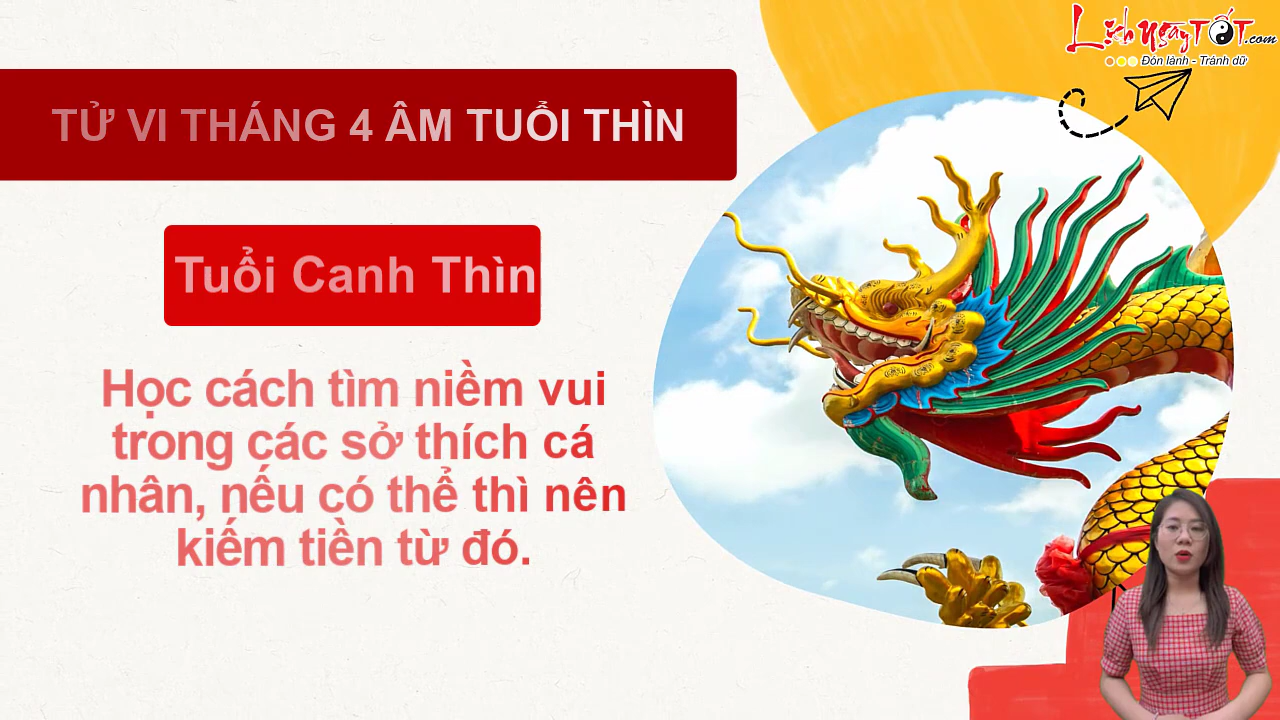 Lịch Ngày TỐT.com
Đón lành - Tránh dữ
TỬ VI THÁNG 4 ÂM TUỔI THÌN
Tuổi Canh Thìn
Học cách tìm niềm vui
trong các sở thích cá
nhân, nếu có thể thì nên
kiếm tiền từ đó.